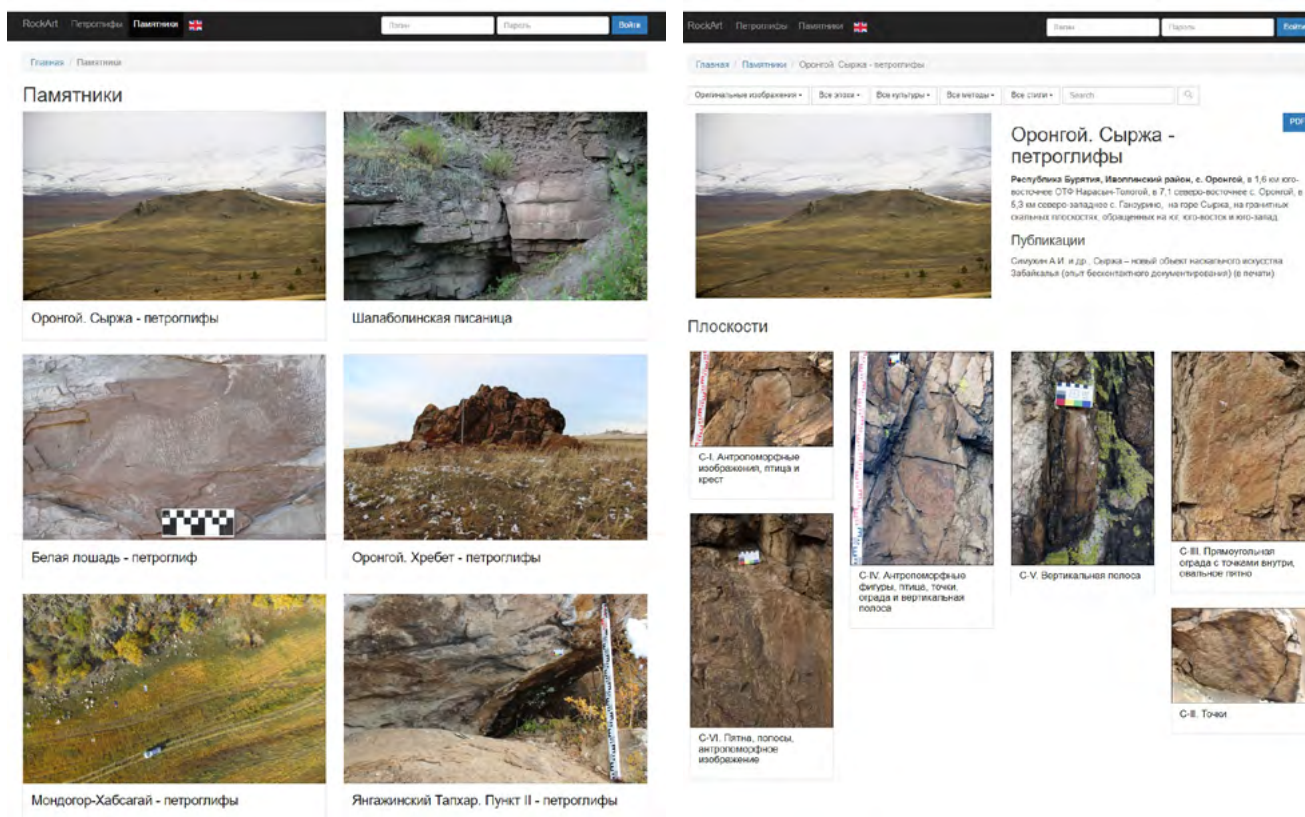 RockArt Петроглифы Памятники
Логин
Пароль
Войти
Главная / Памятники
Памятники
Оронгой. Сыржа - петроглифы
Шалаболинская писаница
Белая лошадь - петроглиф
Оронгой. Хребет - петроглифы
Мондогор-Хабсагай - петроглифы
Янгажинский Тапхар. Пункт II - петроглифы
RockArt Петроглифы Памятники
Логин
Пароль
Войти
Главная / Памятники / Оронгой. Сыржа - петроглифы
Оригинальные изображения
Все эпохи
Все культуры
Все методы
Все стили
Search
PDF
Оронгой. Сыржа -
петроглифы
Республика Бурятия, Иволгинский район, с. Оронгой, в 1,6 км юго-
восточнее ОТФ Нарасын-Тологой, в 7,1 северо-восточнее с. Оронгой, в
5,3 км северо-западнее с. Ганзурино, на горе Сыржа, на гранитных
скальных плоскостях, обращенных на юг, юго-восток и юго-запад.
Публикации
Симухин А.И. и др., Сыржа – новый объект наскального искусства
Забайкалья (опыт бесконтактного документирования) (в печати)
Плоскости
С-I. Антропоморфные
изображения, птица и
крест
С-IV. Антропоморфные
фигуры, птица, точки,
ограда и вертикальная
полоса
С-V. Вертикальная полоса
С-III. Прямоугольная
ограда с точками внутри,
овальное пятно
С-VI. Пятна, полосы,
антропоморфное
изображение
С-II. Точки